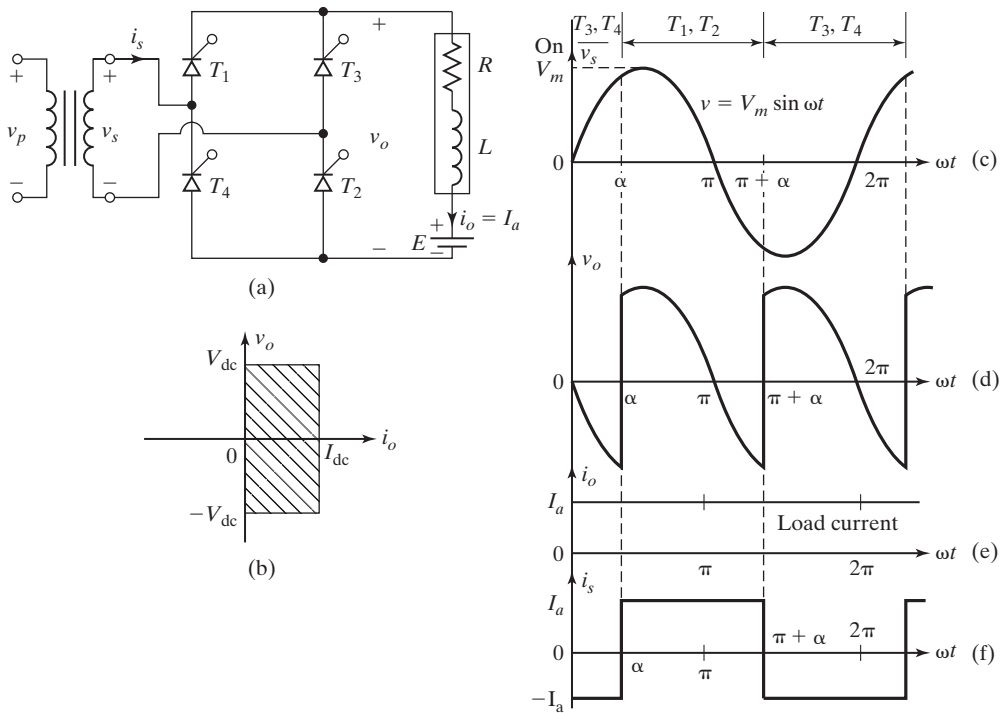 i_s
T_1
T_3
+
+
+
R
v_p
v_s
v_o
L
T_4
T_2
−
−
i_o = I_a
+
E
−
−
(a)
v_o
V_dc
0
I_dc
i_o
−V_dc
(b)
T_3, T_4
T_1, T_2
T_3, T_4
On
v_s
V_m
v = V_m sin ωt
0
α
π
π + α
2π
ωt
(c)
v_o
0
α
π
π + α
2π
ωt
(d)
i_o
I_a
Load current
0
π
2π
ωt
(e)
i_s
I_a
0
α
π
π + α
2π
ωt
(f)
−I_a